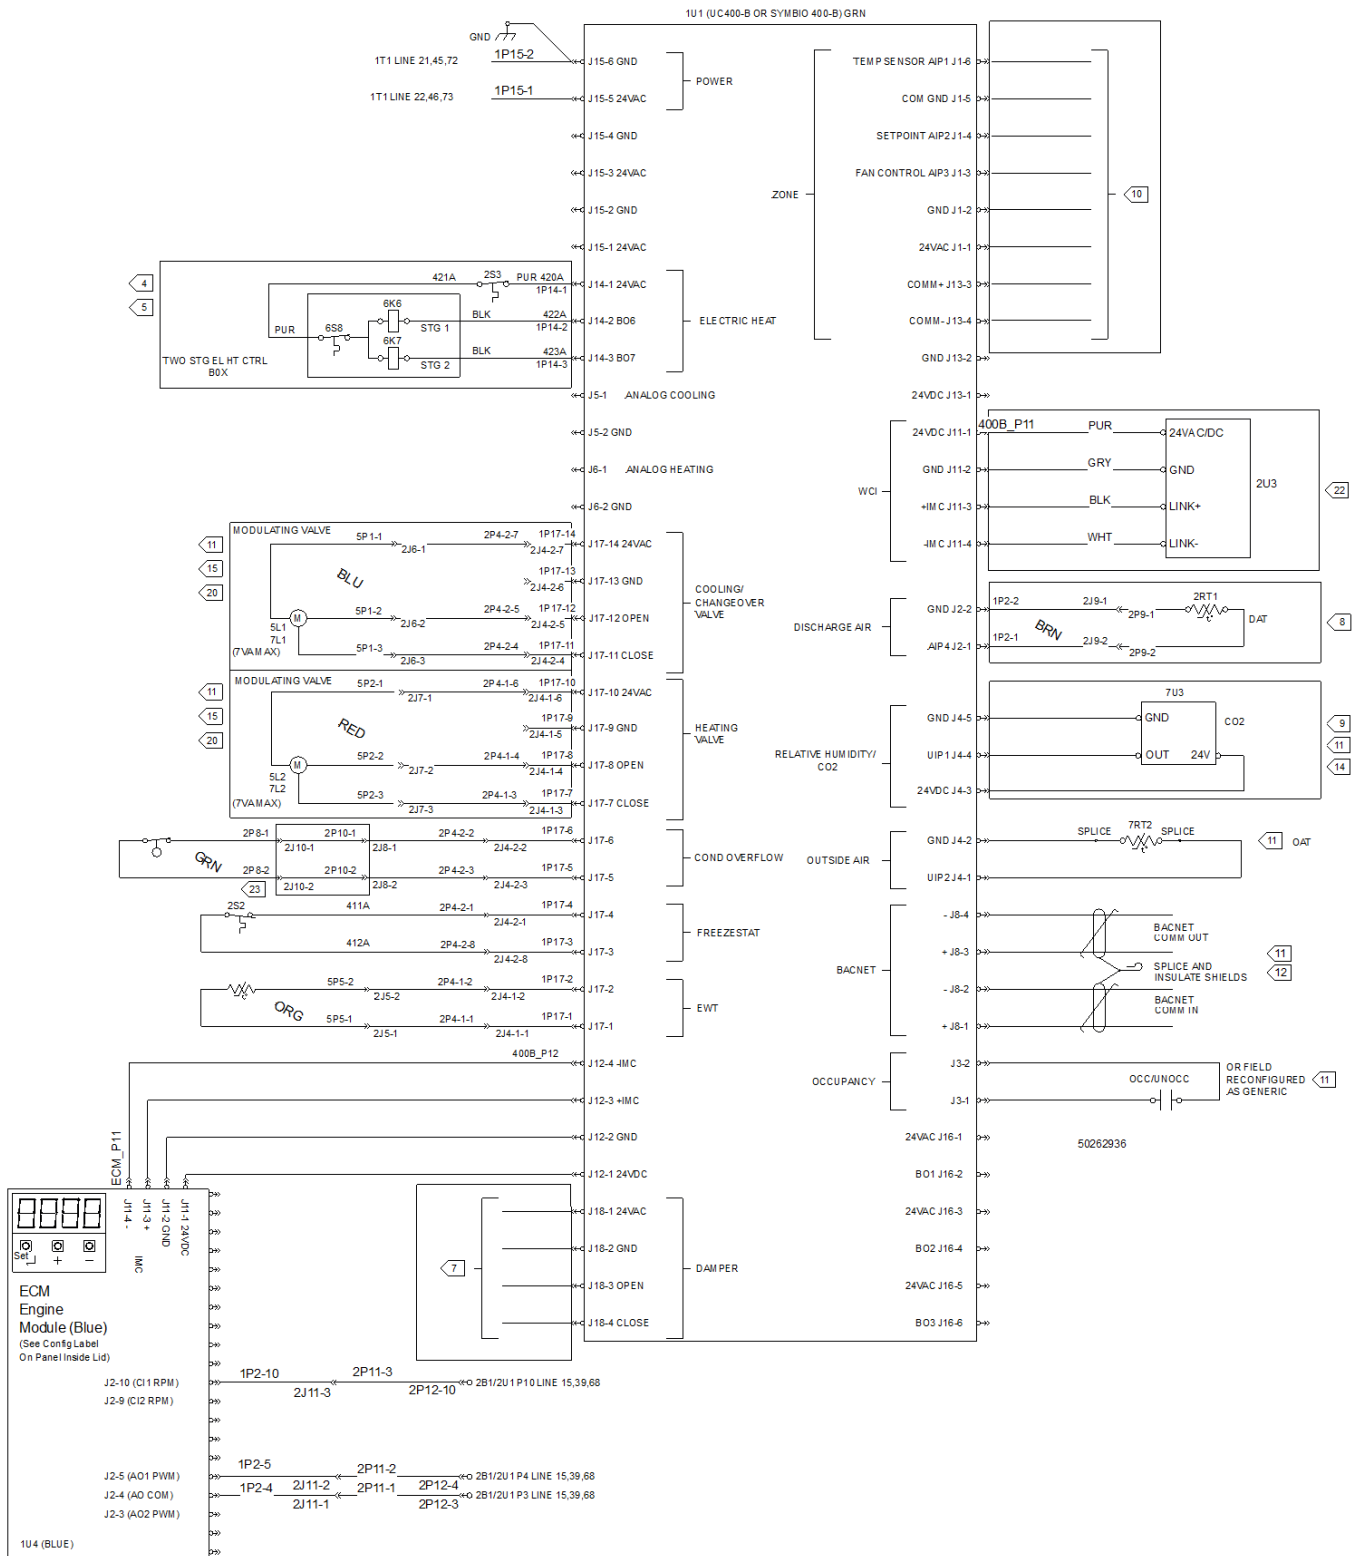 1U1 (UC400-B OR SYMBIO 400-B) GRN
GND
1T1 LINE 21,45,72
1P15-2
J15-6 GND
1T1 LINE 22,46,73
1P15-1
J15-5 24VAC
POWER
J15-4 GND
J15-3 24VAC
J15-2 GND
J15-1 24VAC
4
5
421A
2S3
PUR 420A
1P14-1
J14-1 24VAC
6K6
BLK
422A
1P14-2
J14-2 BO6
ELECTRIC HEAT
PUR
6S8
STG 1
6K7
BLK
423A
1P14-3
J14-3 BO7
STG 2
TWO STG EL HT CTRL
BOX
J5-1 ANALOG COOLING
J5-2 GND
J6-1 ANALOG HEATING
J6-2 GND
MODULATING VALVE
11
15
20
5P1-1
2J6-1
2P4-2-7
2J4-2-7
1P17-14
J17-14 24VAC
BLU
1P17-13
2J4-2-6
J17-13 GND
M
5P1-2
2J6-2
2P4-2-5
2J4-2-5
1P17-12
J17-12 OPEN
5L1
7L1
(7VA MAX)
5P1-3
2J6-3
2P4-2-4
2J4-2-4
1P17-11
J17-11 CLOSE
COOLING/
CHANGEOVER
VALVE
MODULATING VALVE
11
15
20
5P2-1
2J7-1
2P4-1-6
2J4-1-6
1P17-10
J17-10 24VAC
RED
1P17-9
2J4-1-5
J17-9 GND
M
5P2-2
2J7-2
2P4-1-4
2J4-1-4
1P17-8
J17-8 OPEN
5L2
7L2
(7VA MAX)
5P2-3
2J7-3
2P4-1-3
2J4-1-3
1P17-7
J17-7 CLOSE
HEATING
VALVE
2P8-1
2J10-1
2P10-1
2J8-1
2P4-2-2
2J4-2-2
1P17-6
J17-6
GRN
2P8-2
2J10-2
2P10-2
2J8-2
2P4-2-3
2J4-2-3
1P17-5
J17-5
COND OVERFLOW
23
2S2
411A
2P4-2-1
2J4-2-1
1P17-4
J17-4
412A
2P4-2-8
2J4-2-8
1P17-3
J17-3
FREEZESTAT
5P5-2
2J5-2
2P4-1-2
2J4-1-2
1P17-2
J17-2
ORG
5P5-1
2J5-1
2P4-1-1
2J4-1-1
1P17-1
J17-1
EWT
400B_P12
J12-4 -IMC
J12-3 +IMC
J12-2 GND
J12-1 24VDC
7
J18-1 24VAC
J18-2 GND
J18-3 OPEN
J18-4 CLOSE
DAMPER
ZONE
TEMP SENSOR AIP1 J1-6
COM GND J1-5
SETPOINT AIP2 J1-4
FAN CONTROL AIP3 J1-3
GND J1-2
24VAC J1-1
COMM+ J13-3
COMM- J13-4
GND J13-2
24VDC J13-1
10
WCI
24VDC J11-1
GND J11-2
+IMC J11-3
-IMC J11-4
400B_P11
PUR
24VAC/DC
GRY
GND
BLK
LINK+
WHT
LINK-
2U3
22
DISCHARGE AIR
GND J2-2
AIP4 J2-1
1P2-2
2J9-1
2P9-1
2RT1
BRN
DAT
1P2-1
2J9-2
2P9-2
8
RELATIVE HUMIDITY/
CO2
GND J4-5
UIP1 J4-4
24VDC J4-3
7U3
GND
OUT
24V
CO2
9
11
14
OUTSIDE AIR
GND J4-2
UIP2 J4-1
SPLICE
7RT2
SPLICE
11
OAT
BACNET
- J8-4
+ J8-3
- J8-2
+ J8-1
BACNET
COMM OUT
SPLICE AND
INSULATE SHIELDS
BACNET
COMM IN
11
12
OCCUPANCY
J3-2
J3-1
OCC/UNOCC
OR FIELD
RECONFIGURED
AS GENERIC
11
50262936
24VAC J16-1
BO1 J16-2
24VAC J16-3
BO2 J16-4
24VAC J16-5
BO3 J16-6
ECM_P11
J11-4 -
J11-3 +
J11-2 GND
J11-1 24VDC
IMC
Set
+
-
ECM
Engine
Module (Blue)
(See Config Label
On Panel Inside Lid)
J2-10 (CI1 RPM)
1P2-10
2J11-3
2P11-3
2P12-10
2B1/2U1 P10 LINE 15,39,68
J2-9 (CI2 RPM)
J2-5 (AO1 PWM)
1P2-5
2J11-2
2P11-2
2P12-4
2B1/2U1 P4 LINE 15,39,68
J2-4 (AO COM)
1P2-4
2J11-1
2P11-1
2P12-3
2B1/2U1 P3 LINE 15,39,68
J2-3 (AO2 PWM)
1U4 (BLUE)